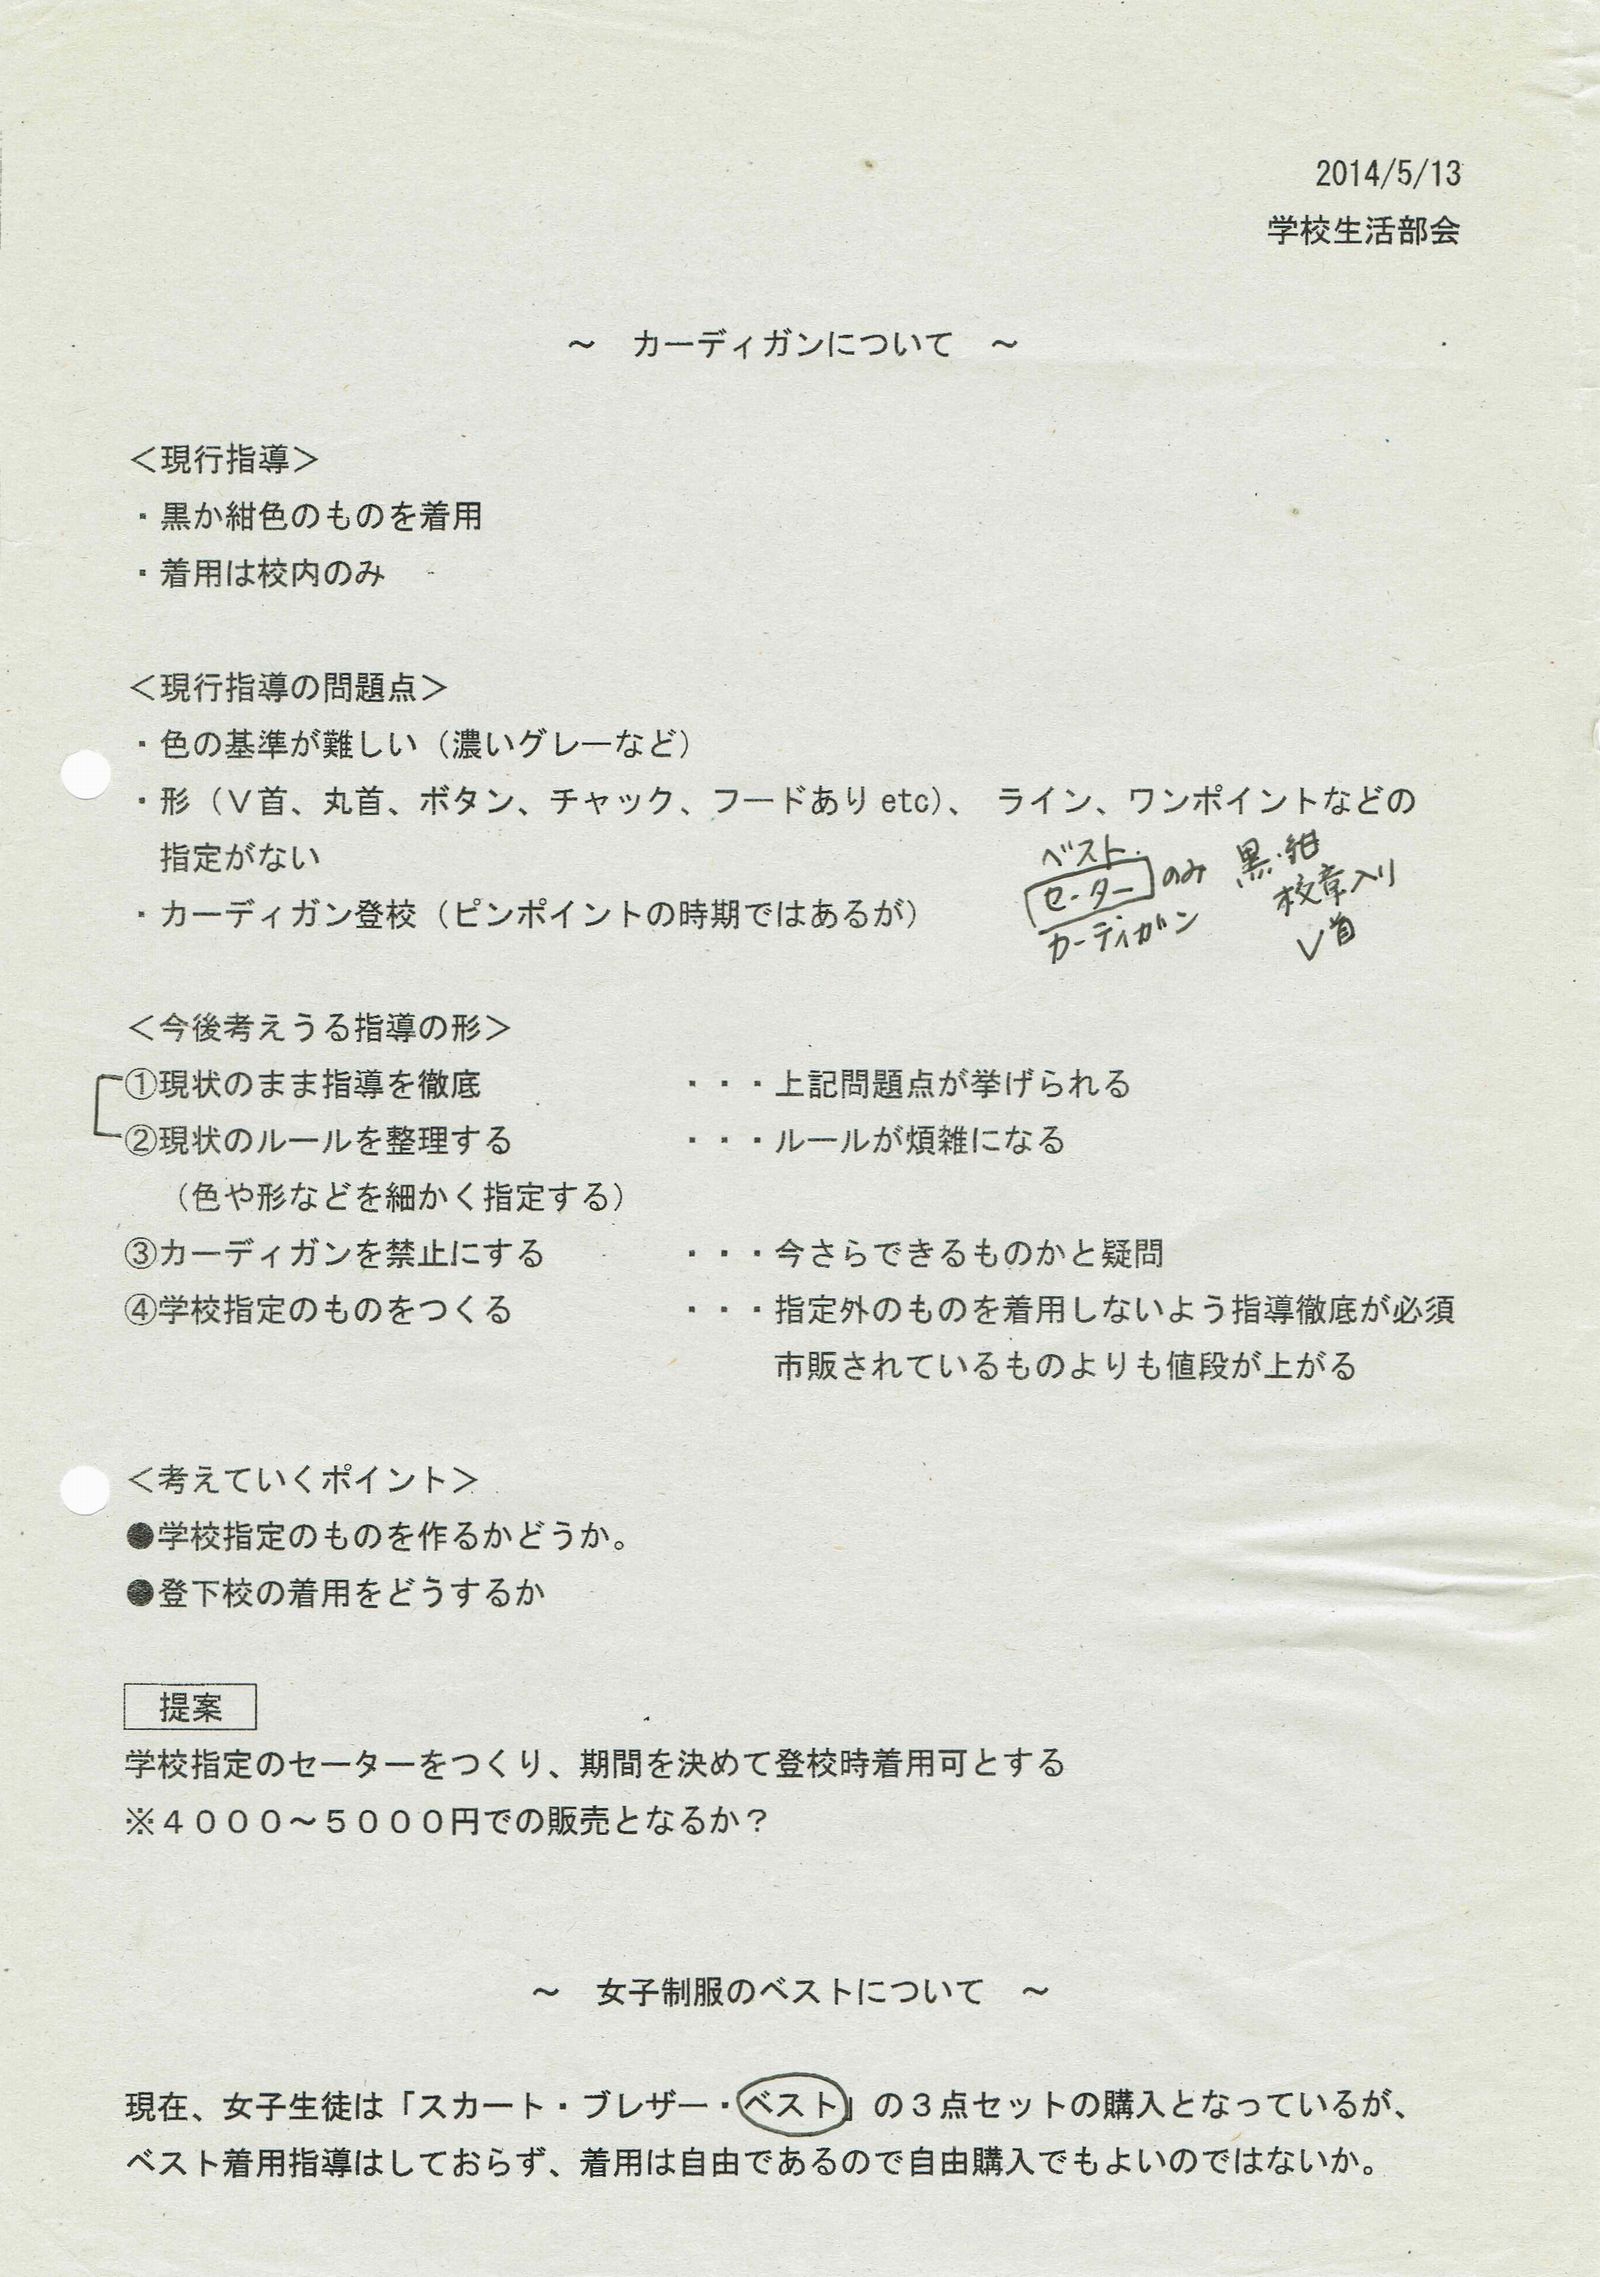 2014/5/13
学校生活部会
～　カーディガンについて　～
＜現行指導＞
・黒か紺色のものを着用
・着用は校内のみ
＜現行指導の問題点＞
・色の基準が難しい（濃いグレーなど）
・形（Ｖ首、丸首、ボタン、チャック、フードありetc）、　ライン、ワンポイントなどの
指定がない
・カーディガン登校（ピンポイントの時期ではあるが）
ベスト
セーター のみ
カーディガン
黒・紺
校章入り
V首
＜今後考えうる指導の形＞
①現状のまま指導を徹底　　・・・上記問題点が挙げられる
②現状のルールを整理する　　・・・ルールが煩雑になる
（色や形などを細かく指定する）
③カーディガンを禁止にする　　・・・今さらできるものかと疑問
④学校指定のものをつくる　　・・・指定外のものを着用しないよう指導徹底が必須
市販されているものよりも値段が上がる
＜考えていくポイント＞
●学校指定のものを作るかどうか。
●登下校の着用をどうするか
提案
学校指定のセーターをつくり、期間を決めて登校時着用可とする
※４０００～５０００円での販売となるか？
～　女子制服のベストについて　～
現在、女子生徒は「スカート・ブレザー・ベスト」の３点セットの購入となっているが、
ベスト着用指導はしておらず、着用は自由であるので自由購入でもよいのではないか。